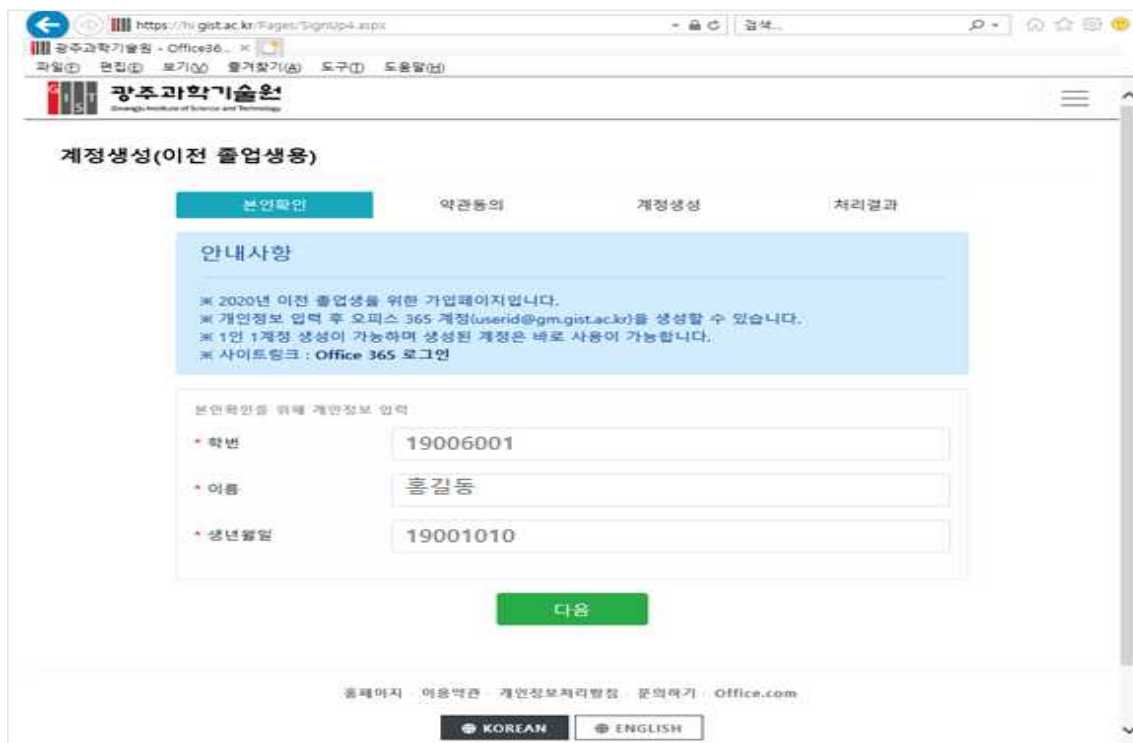 https://hi.gist.ac.kr/Pages/SignUp4.aspx
검색...
광주과학기술원 - Office36...
파일(F) 편집(E) 보기(V) 즐겨찾기(A) 도구(T) 도움말(H)
GIST
광주과학기술원
Gwangju Institute of Science and Technology
계정생성(이전 졸업생용)
본인확인 약관동의 계정생성 처리결과
안내사항
※ 2020년 이전 졸업생을 위한 가입페이지입니다.
※ 개인정보 입력 후 오피스 365 계정(userid@gm.gist.ac.kr)을 생성할 수 있습니다.
※ 1인 1계정 생성이 가능하며 생성된 계정은 바로 사용이 가능합니다.
※ 사이트링크 : Office 365 로그인
본인확인을 위해 개인정보 입력
* 학번 19006001
* 이름 홍길동
* 생년월일 19001010
다음
홈페이지 · 이용약관 · 개인정보처리방침 · 문의하기 · Office.com
KOREAN ENGLISH